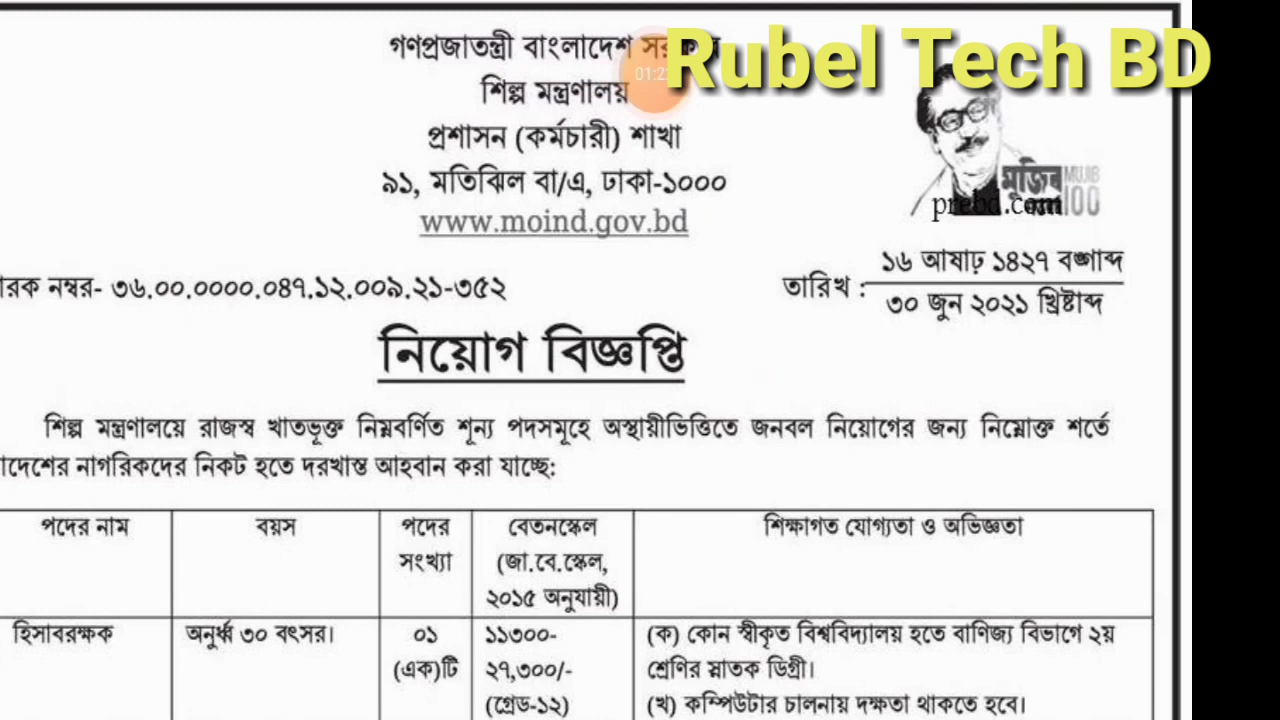 Rubel Tech BD
গণপ্রজাতন্ত্রী বাংলাদেশ
শিল্প মন্ত্রণালয়
প্রশাসন (কর্মচারী) শাখা
৯১, মতিঝিল বা/এ, ঢাকা-১০০০
www.moind.gov.bd
মুজিব MUJIB
100
prebd.com
১৬ আষাঢ় ১৪২৭ বঙ্গাব্দ
নম্বর- ৩৬.০০.০০০০.০৪৭.১২.০০৯.২১-৩৫২ তারিখ :
৩০ জুন ২০২১ খ্রিষ্টাব্দ
নিয়োগ বিজ্ঞপ্তি
শিল্প মন্ত্রণালয়ে রাজস্ব খাতভূক্ত নিম্নবর্ণিত শূন্য পদসমূহে অস্থায়ীভিত্তিতে জনবল নিয়োগের জন্য নিম্নোক্ত শর্তে
নাগরিকদের নিকট হতে দরখাস্ত আহবান করা যাচ্ছে:
পদের নাম বয়স পদের সংখ্যা বেতনস্কেল (জা.বে.স্কেল, ২০১৫ অনুযায়ী) শিক্ষাগত যোগ্যতা ও অভিজ্ঞতা
হিসাবরক্ষক অনুর্ধ্ব ৩০ বৎসর। ০১ ১১৩০০- (ক) কোন স্বীকৃত বিশ্ববিদ্যালয় হতে বাণিজ্য বিভাগে ২য়
(এক)টি ২৭,৩০০/- শ্রেণির স্নাতক ডিগ্রী।
(গ্রেড-১২) (খ) কম্পিউটার চালনায় দক্ষতা থাকতে হবে।